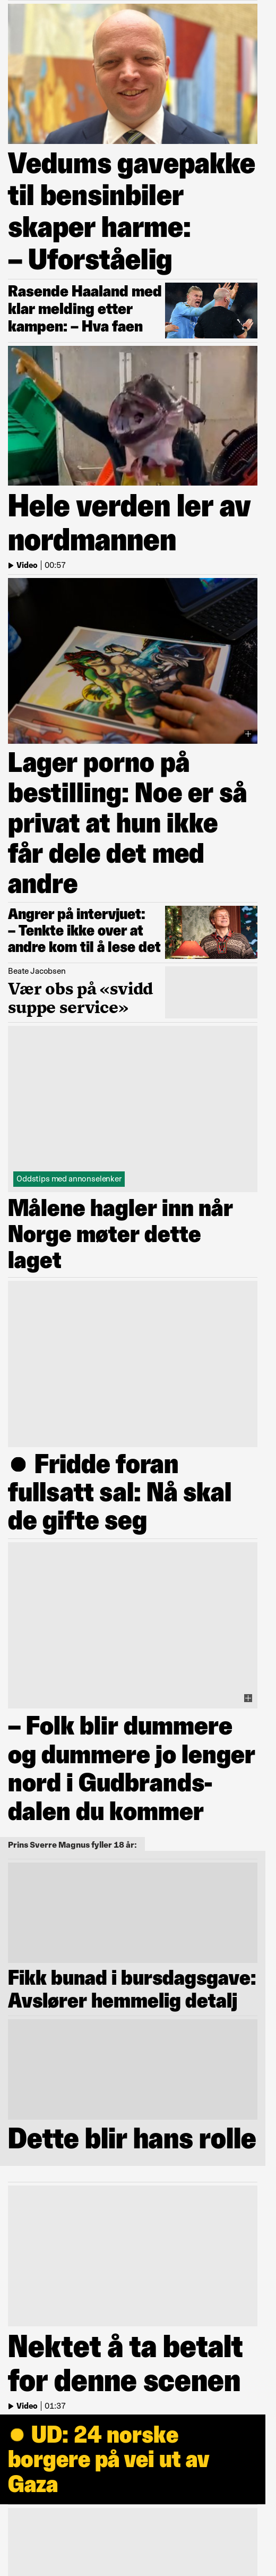 Vedums gavepakke
til bensinbiler
skaper harme:
– Uforståelig
Rasende Haaland med
klar melding etter
kampen: – Hva faen
Hele verden ler av
nordmannen
Video | 00:57
Lager porno på
bestilling: Noe er så
privat at hun ikke
får dele det med
andre
Angrer på intervjuet:
– Tenkte ikke over at
andre kom til å lese det
Beate Jacobsen
Vær obs på «svidd
suppe service»
Oddstips med annonselenker
Målene hagler inn når
Norge møter dette
laget
● Fridde foran
fullsatt sal: Nå skal
de gifte seg
– Folk blir dummere
og dummere jo lenger
nord i Gudbrands-
dalen du kommer
Prins Sverre Magnus fyller 18 år:
Fikk bunad i bursdagsgave:
Avslører hemmelig detalj
Dette blir hans rolle
Nektet å ta betalt
for denne scenen
Video | 01:37
● UD: 24 norske
borgere på vei ut av
Gaza